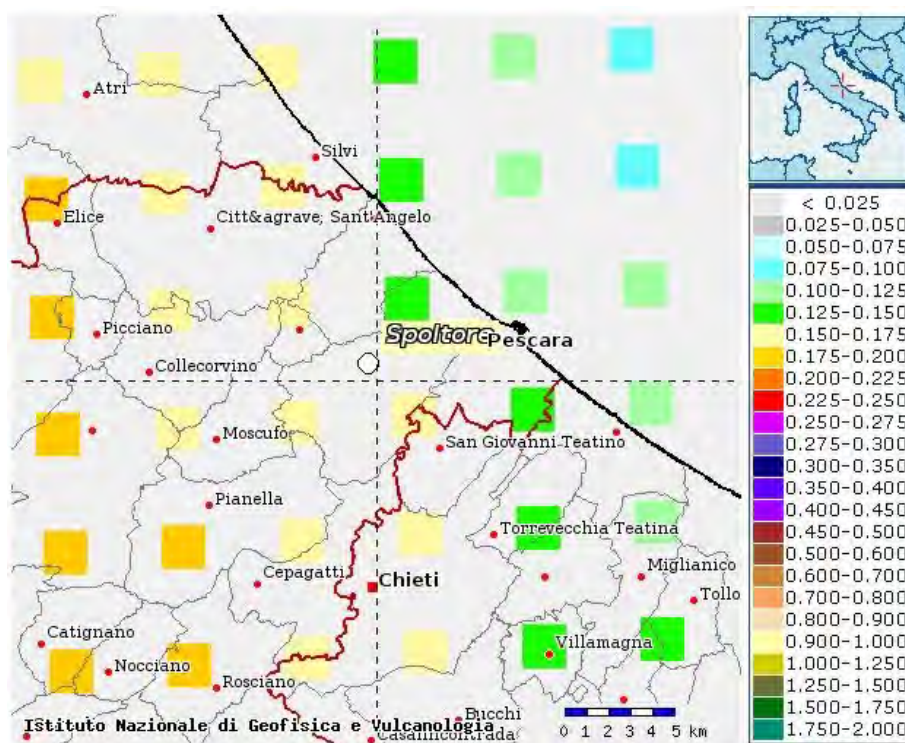 Atri
Silvi
Elice
Citt&agrave; Sant'Angelo
Spoltore
Pescara
Picciano
Collecorvino
Moscufo
San Giovanni Teatino
Pianella
Torrevecchia Teatina
Cepagatti
Chieti
Miglianico
Tollo
Catignano
Villamagna
Nocciano
Rosciano
Bucchi
Istituto Nazionale di Geofisica e Vulcanologia
0 1 2 3 4 5 km
Casalincontrada
< 0.025
0.025-0.050
0.050-0.075
0.075-0.100
0.100-0.125
0.125-0.150
0.150-0.175
0.175-0.200
0.200-0.225
0.225-0.250
0.250-0.275
0.275-0.300
0.300-0.350
0.350-0.400
0.400-0.450
0.450-0.500
0.500-0.600
0.600-0.700
0.700-0.800
0.800-0.900
0.900-1.000
1.000-1.250
1.250-1.500
1.500-1.750
1.750-2.000